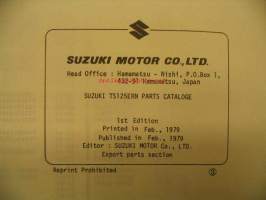 SUZUKI MOTOR CO., LTD.
Head Office : Hamamatsu - Nishi, P.O.Box 1,
432-91 Hamamatsu, Japan
SUZUKI TS125ERN PARTS CATALOGE
1st Edition
Printed in Feb., 1979
Published in Feb., 1979
Editor : SUZUKI MOTOR Co., LTD.
Export parts section
Reprint Prohibited